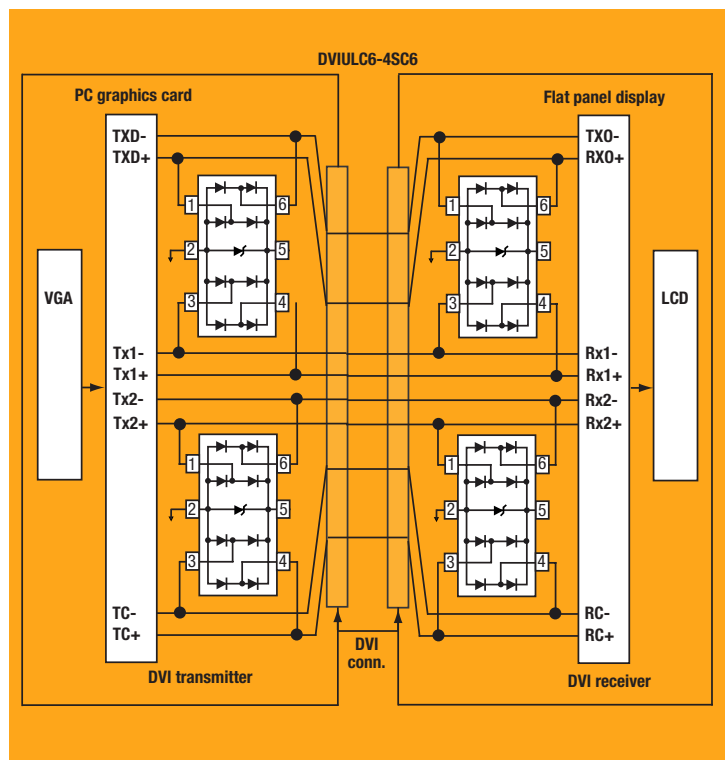 DVIULC6-4SC6
PC graphics card
Flat panel display
TXD-
TXD+
1
6
2
5
3
4
VGA
Tx1-
Tx1+
Tx2-
Tx2+
1
6
2
5
3
4
TC-
TC+
DVI transmitter
DVI
conn.
TXO-
RXO+
1
6
2
5
3
4
LCD
Rx1-
Rx1+
Rx2-
Rx2+
1
6
2
5
3
4
RC-
RC+
DVI receiver